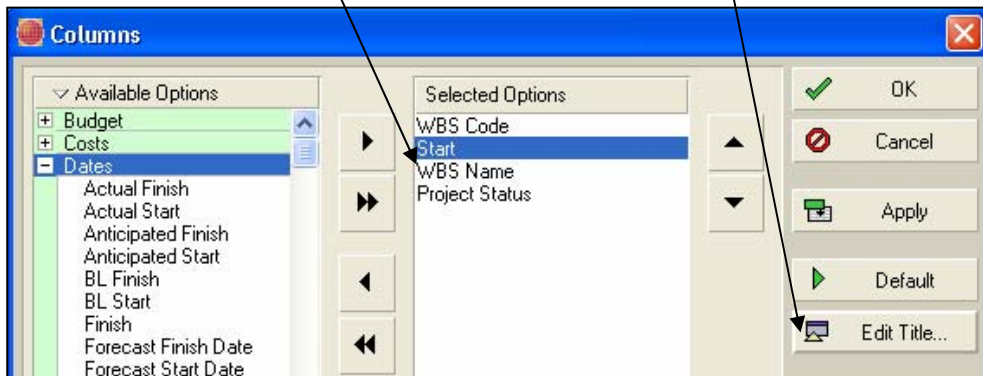 Columns
Available Options
Budget
Costs
Dates
Actual Finish
Actual Start
Anticipated Finish
Anticipated Start
BL Finish
BL Start
Finish
Forecast Finish Date
Forecast Start Date
Selected Options
WBS Code
Start
WBS Name
Project Status
OK
Cancel
Apply
Default
Edit Title...